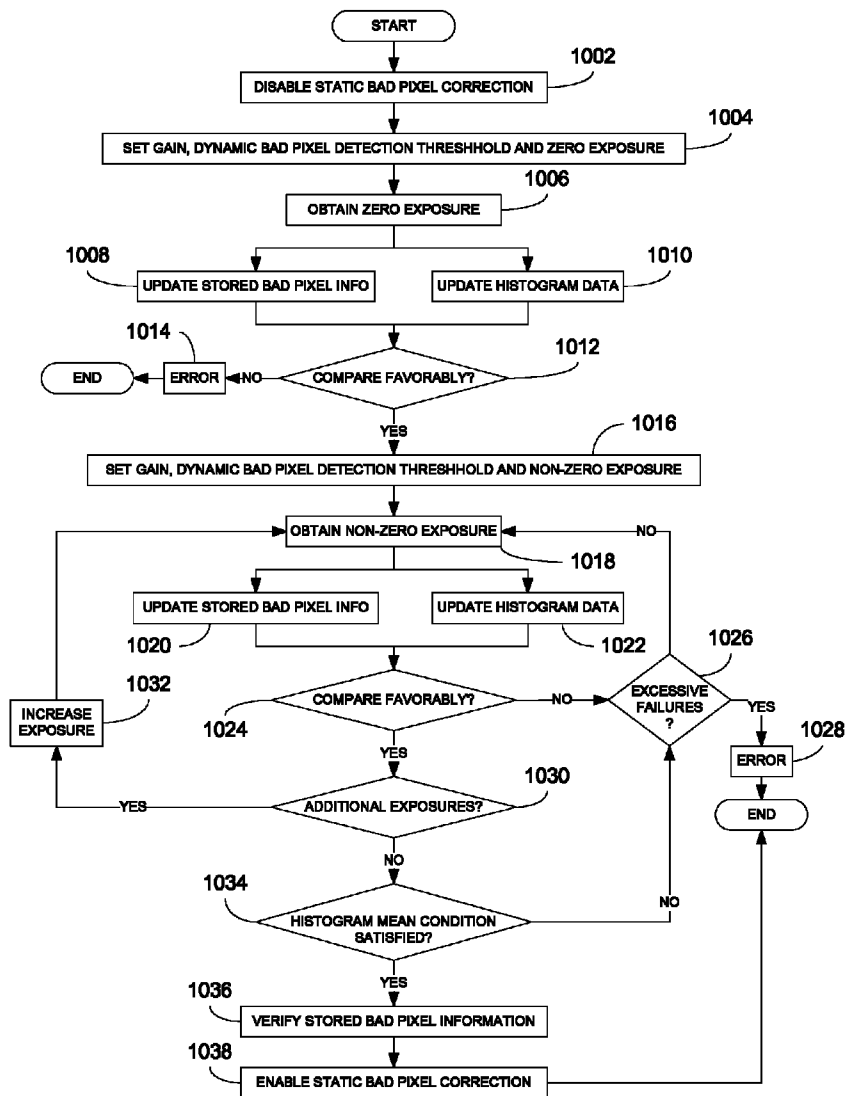 START
1002
DISABLE STATIC BAD PIXEL CORRECTION
1004
SET GAIN, DYNAMIC BAD PIXEL DETECTION THRESHHOLD AND ZERO EXPOSURE
1006
OBTAIN ZERO EXPOSURE
1008
UPDATE STORED BAD PIXEL INFO
UPDATE HISTOGRAM DATA
1010
1014
END
ERROR
NO
COMPARE FAVORABLY?
1012
YES
1016
SET GAIN, DYNAMIC BAD PIXEL DETECTION THRESHHOLD AND NON-ZERO EXPOSURE
OBTAIN NON-ZERO EXPOSURE
NO
1018
UPDATE STORED BAD PIXEL INFO
UPDATE HISTOGRAM DATA
1020
1022
1026
1032
INCREASE
EXPOSURE
COMPARE FAVORABLY?
1024
NO
EXCESSIVE
FAILURES
?
YES
1028
ERROR
END
YES
1030
ADDITIONAL EXPOSURES?
YES
NO
1034
HISTOGRAM MEAN CONDITION
SATISFIED?
NO
YES
1036
VERIFY STORED BAD PIXEL INFORMATION
1038
ENABLE STATIC BAD PIXEL CORRECTION